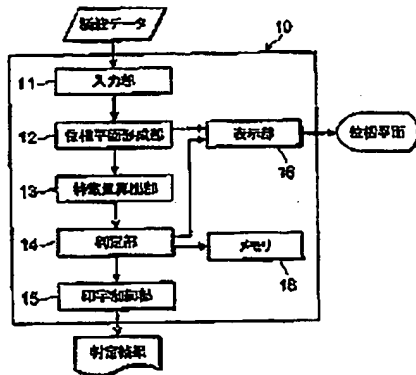 データ
10
11
入力部
12
位相平面形成部
表示部
位相平面
13
特徴量算出部
14
判定部
メモリ
15
印字制御部
判定結果